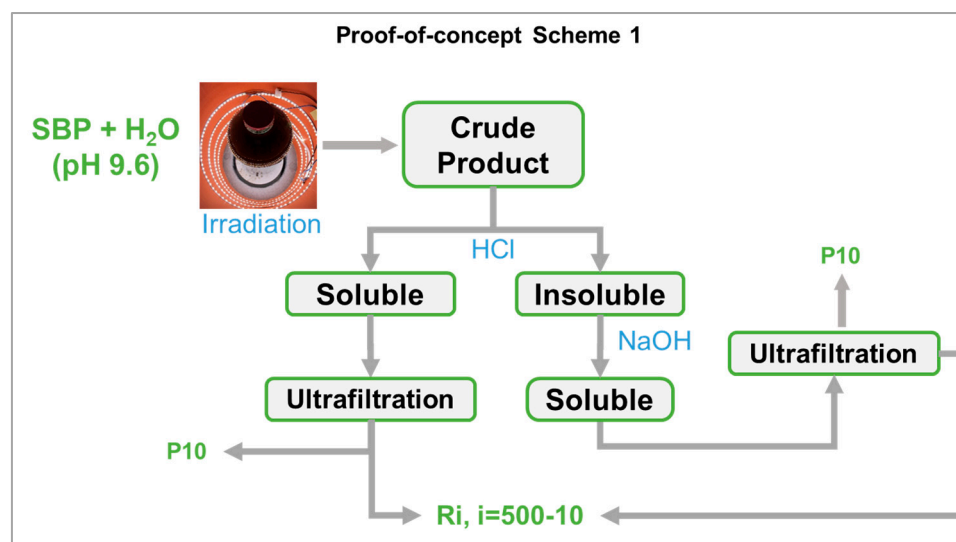 Proof-of-concept Scheme 1
SBP + H₂O
(pH 9.6)
Irradiation
Crude
Product
HCl
Soluble
Insoluble
P10
NaOH
Ultrafiltration
Ultrafiltration
Soluble
P10
Ri, i=500-10